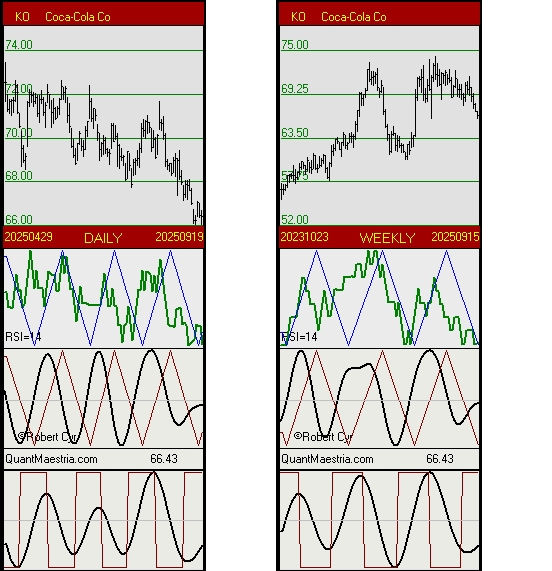 KO Coca-Cola Co
74.00
72.00
70.00
68.00
66.00
20250429 DAILY 20250919
RSI=14
©Robert Cyr
QuantMaestria.com 66.43
KO Coca-Cola Co
75.00
69.25
63.50
57.75
52.00
20231023 WEEKLY 20250915
RSI=14
©Robert Cyr
QuantMaestria.com 66.43